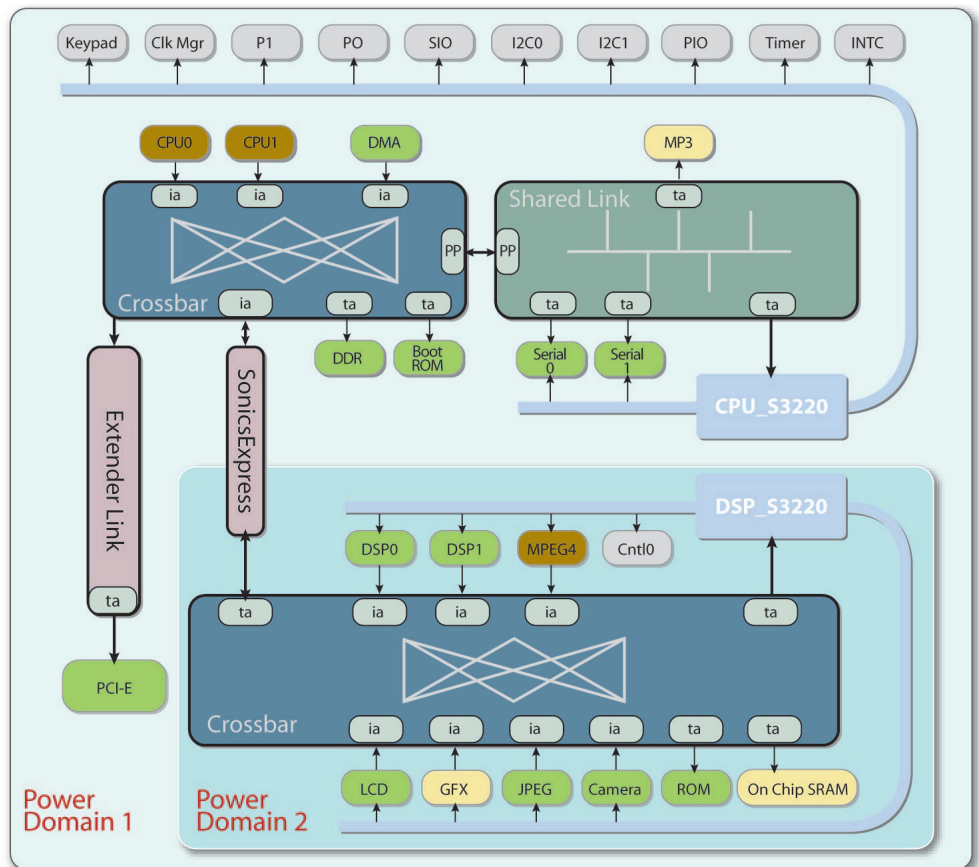 Keypad
Clk Mgr
P1
PO
SIO
I2C0
I2C1
PIO
Timer
INTC
CPU0
CPU1
DMA
MP3
ia
ia
ia
ta
Shared Link
PP
PP
Crossbar
ia
ta
ta
ta
ta
ta
DDR
Boot
ROM
Serial
0
Serial
1
CPU_S3220
Extender Link
SonicsExpress
DSP_S3220
DSP0
DSP1
MPEG4
Cntl0
ta
ta
ia
ia
ia
ta
PCI-E
Crossbar
ia
ia
ia
ia
ta
ta
LCD
GFX
JPEG
Camera
ROM
On Chip SRAM
Power
Domain 1
Power
Domain 2